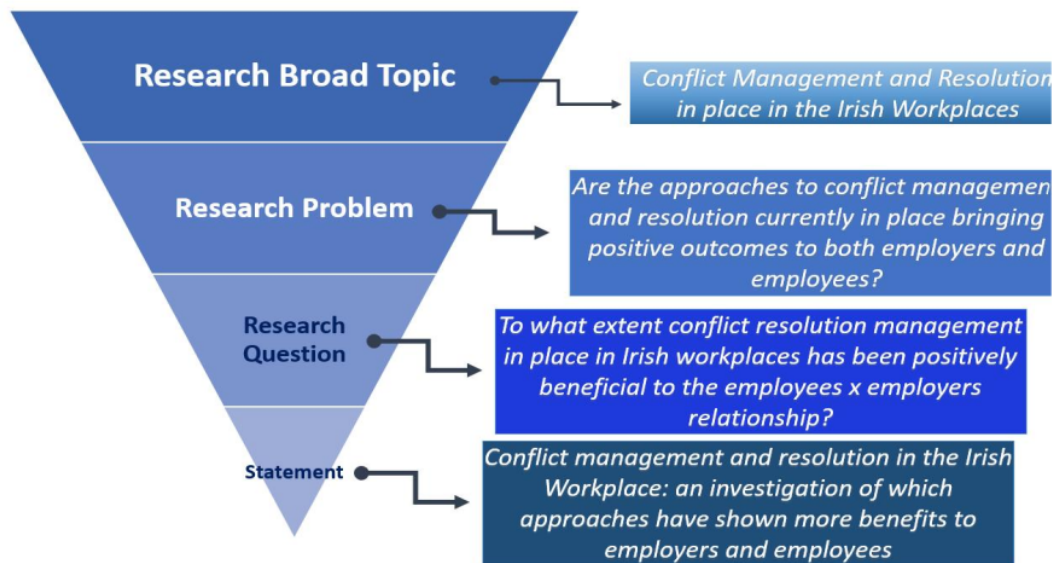 Research Broad Topic
Conflict Management and Resolution
in place in the Irish Workplaces
Research Problem
Are the approaches to conflict managemen
and resolution currently in place bringing
positive outcomes to both employers and
employees?
Research
Question
To what extent conflict resolution management
in place in Irish workplaces has been positively
beneficial to the employees x employers
relationship?
Statement
Conflict management and resolution in the Irish
Workplace: an investigation of which
approaches have shown more benefits to
employers and employees